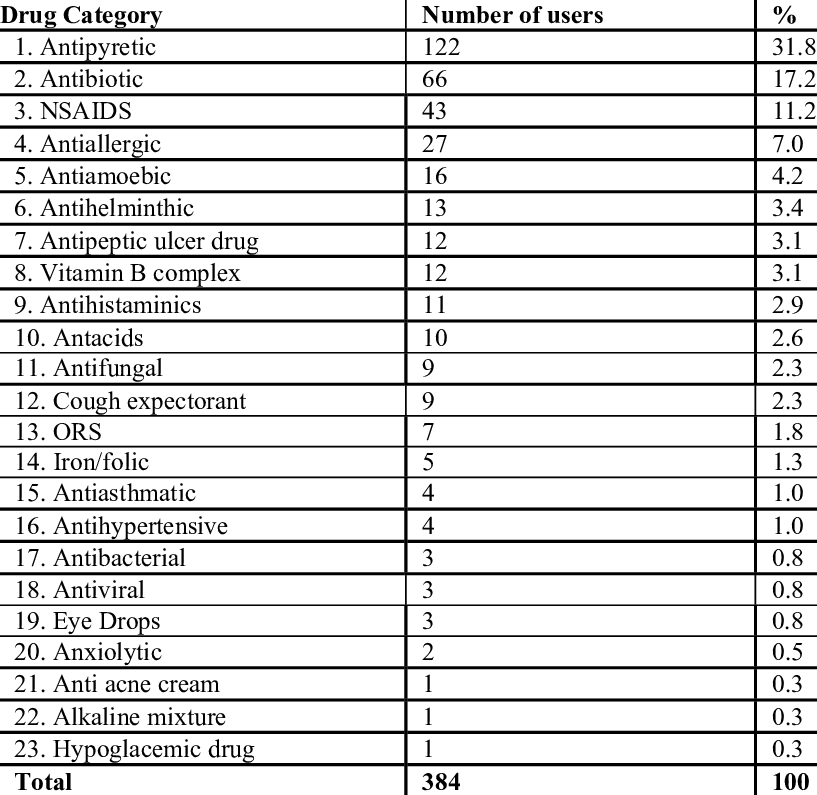 Drug Category Number of users %
1. Antipyretic 122 31.8
2. Antibiotic 66 17.2
3. NSAIDS 43 11.2
4. Antiallergic 27 7.0
5. Antiamoebic 16 4.2
6. Antihelminthic 13 3.4
7. Antipeptic ulcer drug 12 3.1
8. Vitamin B complex 12 3.1
9. Antihistaminics 11 2.9
10. Antacids 10 2.6
11. Antifungal 9 2.3
12. Cough expectorant 9 2.3
13. ORS 7 1.8
14. Iron/folic 5 1.3
15. Antiasthmatic 4 1.0
16. Antihypertensive 4 1.0
17. Antibacterial 3 0.8
18. Antiviral 3 0.8
19. Eye Drops 3 0.8
20. Anxiolytic 2 0.5
21. Anti acne cream 1 0.3
22. Alkaline mixture 1 0.3
23. Hypoglacemic drug 1 0.3
Total 384 100